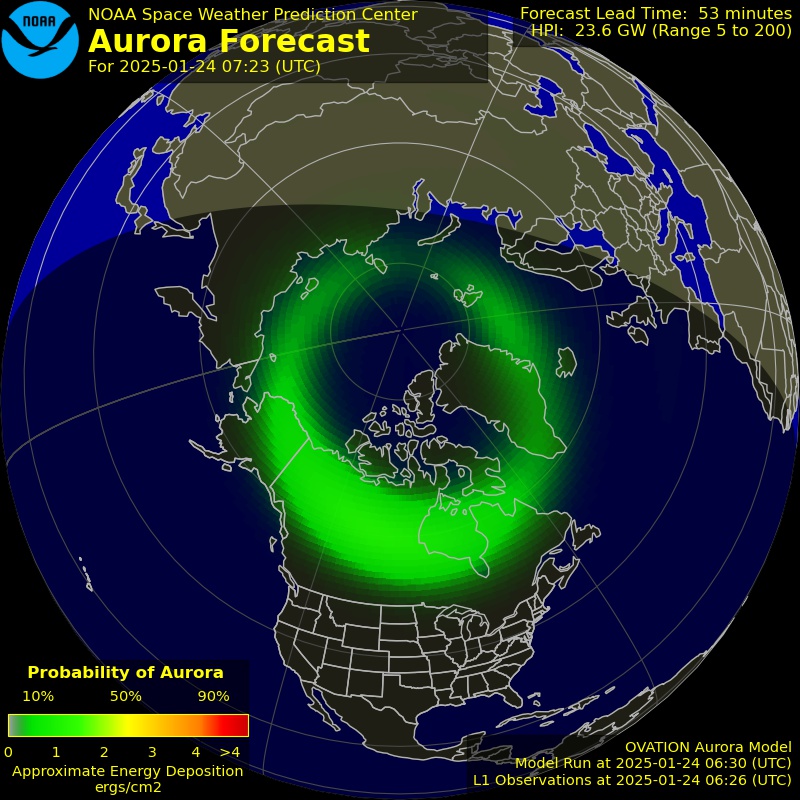 NOAA
NOAA Space Weather Prediction Center
Aurora Forecast
For 2025-01-24 07:23 (UTC)
Forecast Lead Time: 53 minutes
HPI: 23.6 GW (Range 5 to 200)
Probability of Aurora
10% 50% 90%
0 1 2 3 4 >4
Approximate Energy Deposition
ergs/cm2
OVATION Aurora Model
Model Run at 2025-01-24 06:30 (UTC)
L1 Observations at 2025-01-24 06:26 (UTC)